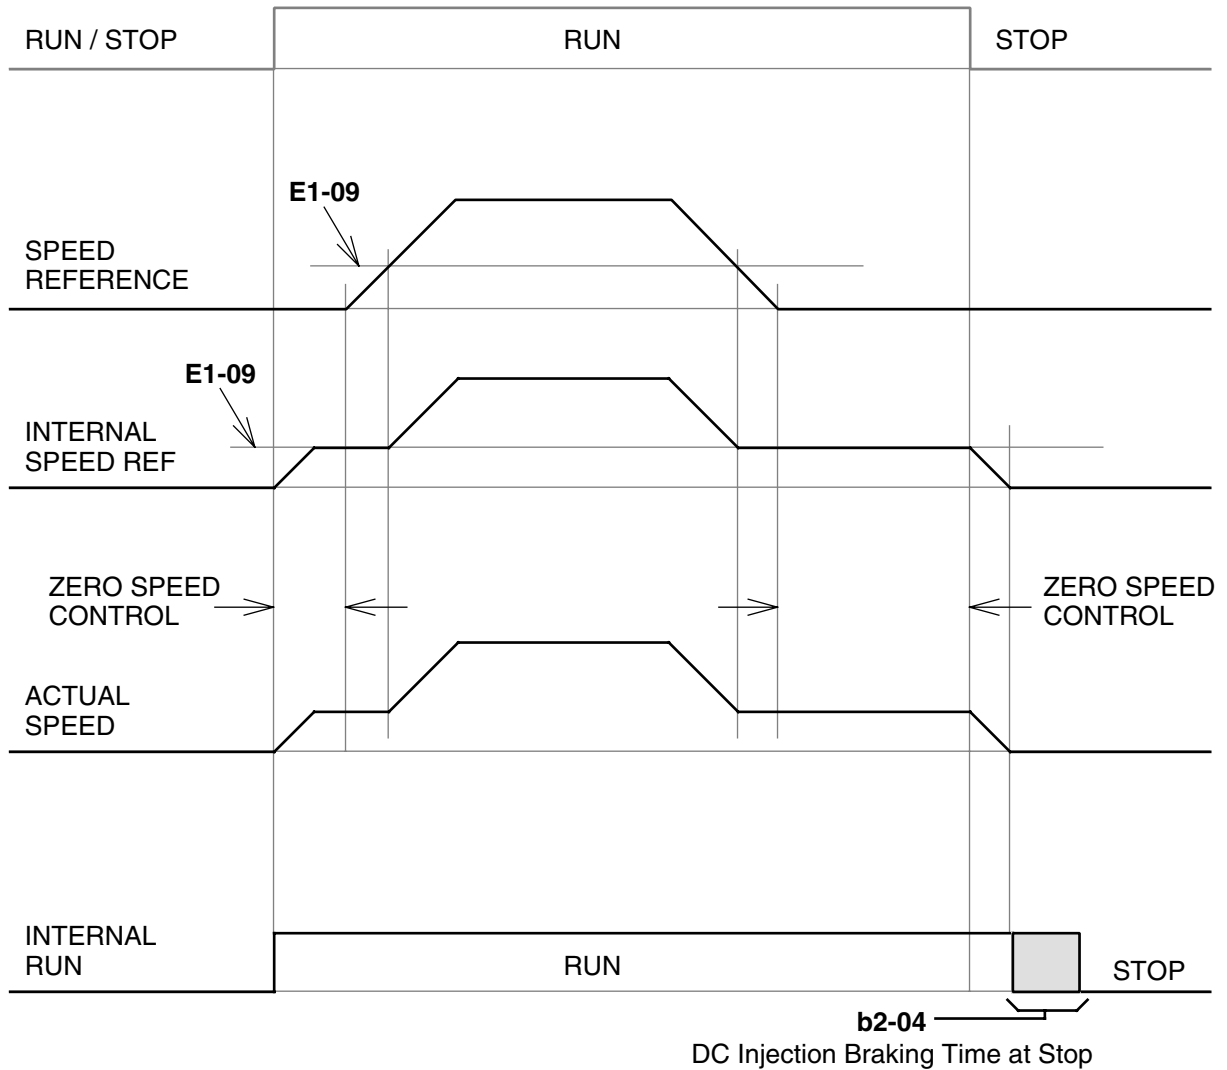 RUN / STOP
RUN
STOP
E1-09
SPEED
REFERENCE
E1-09
INTERNAL
SPEED REF
ZERO SPEED
CONTROL
ZERO SPEED
CONTROL
ACTUAL
SPEED
INTERNAL
RUN
RUN
STOP
b2-04
DC Injection Braking Time at Stop